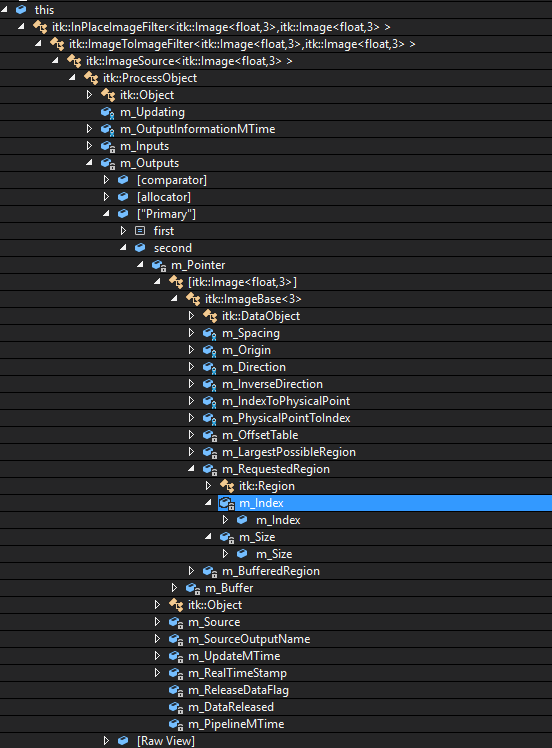 this
itk::InPlaceImageFilter<itk::Image<float,3>,itk::Image<float,3> >
itk::ImageToImageFilter<itk::Image<float,3>,itk::Image<float,3> >
itk::ImageSource<itk::Image<float,3> >
itk::ProcessObject
itk::Object
m_Updating
m_OutputInformationMTime
m_Inputs
m_Outputs
[comparator]
[allocator]
["Primary"]
first
second
m_Pointer
[itk::Image<float,3>]
itk::ImageBase<3>
itk::DataObject
m_Spacing
m_Origin
m_Direction
m_InverseDirection
m_IndexToPhysicalPoint
m_PhysicalPointToIndex
m_OffsetTable
m_LargestPossibleRegion
m_RequestedRegion
itk::Region
m_Index
m_Index
m_Size
m_Size
m_BufferedRegion
m_Buffer
itk::Object
m_Source
m_SourceOutputName
m_UpdateMTime
m_RealTimeStamp
m_ReleaseDataFlag
m_DataReleased
m_PipelineMTime
[Raw View]